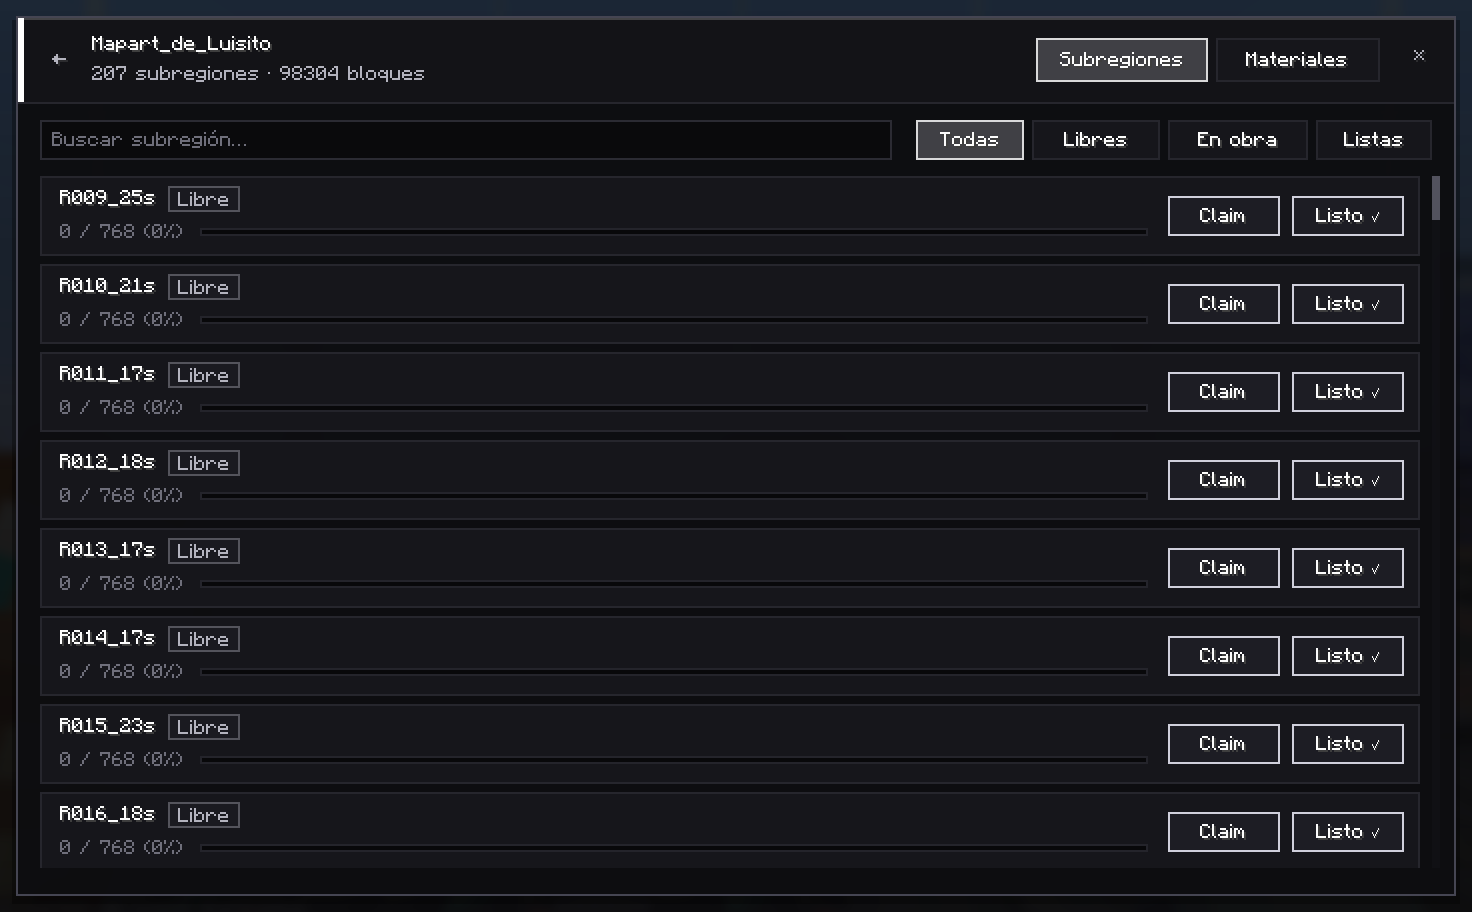 ←
Mapart_de_Luisito
207 subregiones · 98304 bloques
Subregiones
Materiales
×
Buscar subregión...
Todas
Libres
En obra
Listas
R009_25s Libre
0 / 768 (0%)
Claim
Listo ✓
R010_21s Libre
0 / 768 (0%)
Claim
Listo ✓
R011_17s Libre
0 / 768 (0%)
Claim
Listo ✓
R012_18s Libre
0 / 768 (0%)
Claim
Listo ✓
R013_17s Libre
0 / 768 (0%)
Claim
Listo ✓
R014_17s Libre
0 / 768 (0%)
Claim
Listo ✓
R015_23s Libre
0 / 768 (0%)
Claim
Listo ✓
R016_18s Libre
0 / 768 (0%)
Claim
Listo ✓